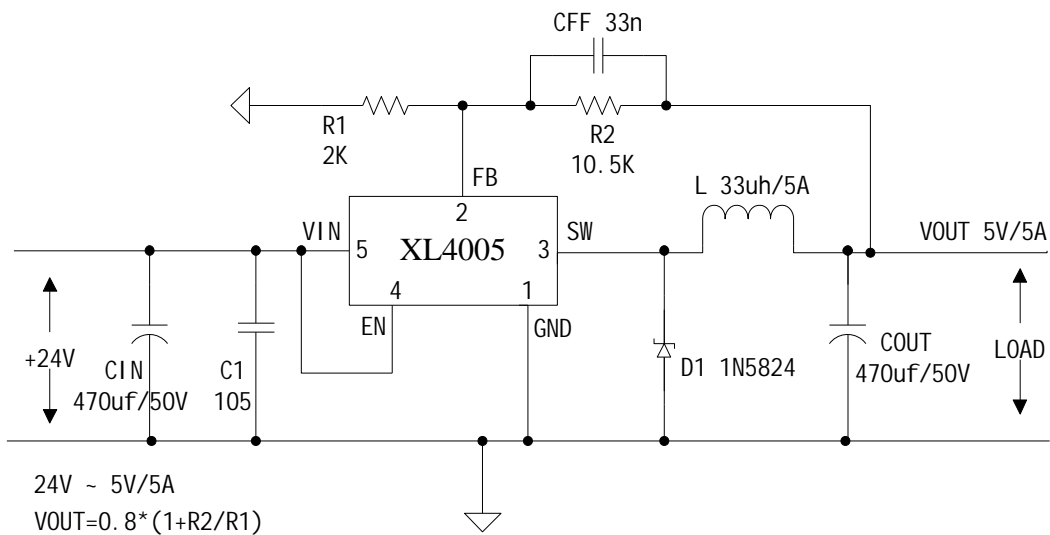 CFF 33n
R1
2K
R2
10.5K
FB
2
L 33uh/5A
VIN
5
XL4005
3
SW
VOUT 5V/5A
4
1
EN
GND
+24V
CIN
470uf/50V
C1
105
D1 1N5824
COUT
470uf/50V
LOAD
24V ~ 5V/5A
VOUT=0.8*(1+R2/R1)